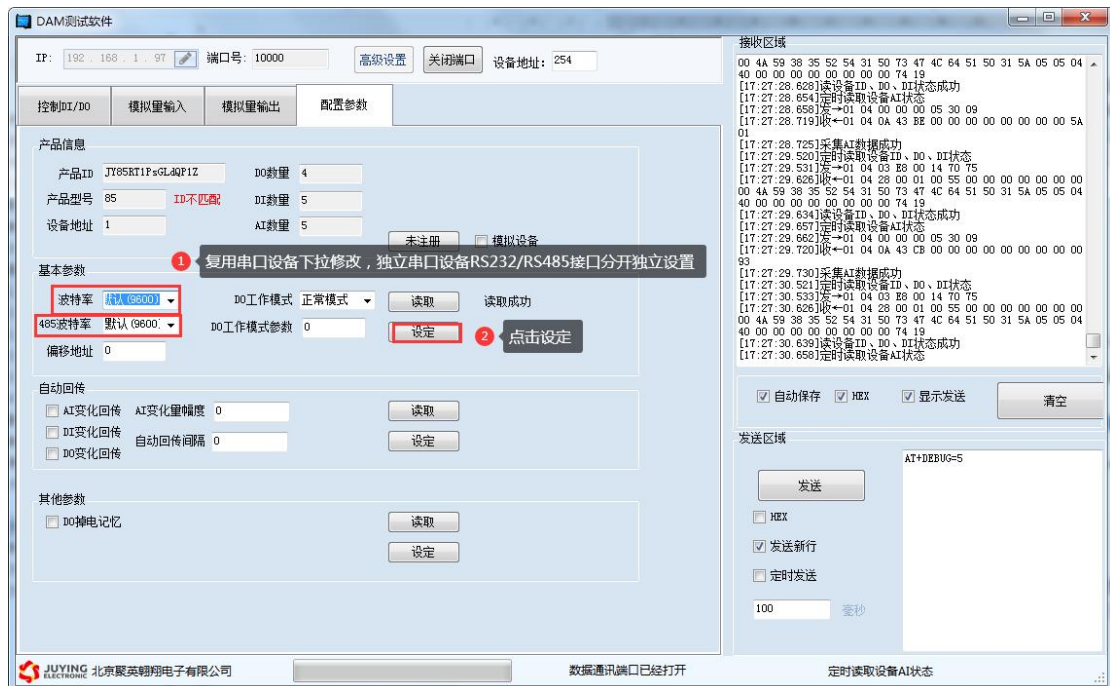 DAM测试软件
IP: 192 . 168 . 1 . 97 端口号: 10000 高级设置 关闭端口 设备地址: 254
控制DI/DO 模拟量输入 模拟量输出 配置参数
产品信息
产品ID JY85RT1PsGLdQP1Z DO数量 4
产品型号 85 ID不匹配 DI数量 5
设备地址 1 AI数量 5
未注册 模拟设备
1 复用串口设备下拉修改，独立串口设备RS232/RS485接口分开独立设置
基本参数
波特率 默认(9600) DO工作模式 正常模式 读取 读取成功
485波特率 默认(9600) DO工作模式参数 0 设定 2 点击设定
偏移地址 0
自动回传
AI变化回传 AI变化量幅度 0 读取
DI变化回传 自动回传间隔 0 设定
DO变化回传
其他参数
DO掉电记忆 读取
设定
接收区域
00 4A 59 38 35 52 54 31 50 73 47 4C 64 51 50 31 5A 05 05 04
40 00 00 00 00 00 00 00 74 19
[17:27:28.628]读设备ID、DO、DI状态成功
[17:27:28.654]定时读取设备AI状态
[17:27:28.658]发→01 04 00 00 00 05 30 09
[17:27:28.719]收←01 04 0A 43 BE 00 00 00 00 00 00 00 00 5A
01
[17:27:28.725]采集AI数据成功
[17:27:29.520]定时读取设备ID、DO、DI状态
[17:27:29.531]发→01 04 03 E8 00 14 70 75
[17:27:29.626]收←01 04 28 00 01 00 55 00 00 00 00 00 00 00
00 4A 59 38 35 52 54 31 50 73 47 4C 64 51 50 31 5A 05 05 04
40 00 00 00 00 00 00 00 74 19
[17:27:29.634]读设备ID、DO、DI状态成功
[17:27:29.657]定时读取设备AI状态
[17:27:29.662]发→01 04 00 00 00 05 30 09
[17:27:29.720]收←01 04 0A 43 CB 00 00 00 00 00 00 00 00
93
[17:27:29.730]采集AI数据成功
[17:27:30.521]定时读取设备ID、DO、DI状态
[17:27:30.533]发→01 04 03 E8 00 14 70 75
[17:27:30.626]收←01 04 28 00 01 00 55 00 00 00 00 00 00 00
00 4A 59 38 35 52 54 31 50 73 47 4C 64 51 50 31 5A 05 05 04
40 00 00 00 00 00 00 00 74 19
[17:27:30.639]读设备ID、DO、DI状态成功
[17:27:30.658]定时读取设备AI状态
自动保存 HEX 显示发送 清空
发送区域
AT+DEBUG=5
发送
HEX
发送新行
定时发送
100 毫秒
JUYING ELECTRONIC 北京聚英翱翔电子有限公司 数据通讯端口已经打开 定时读取设备AI状态